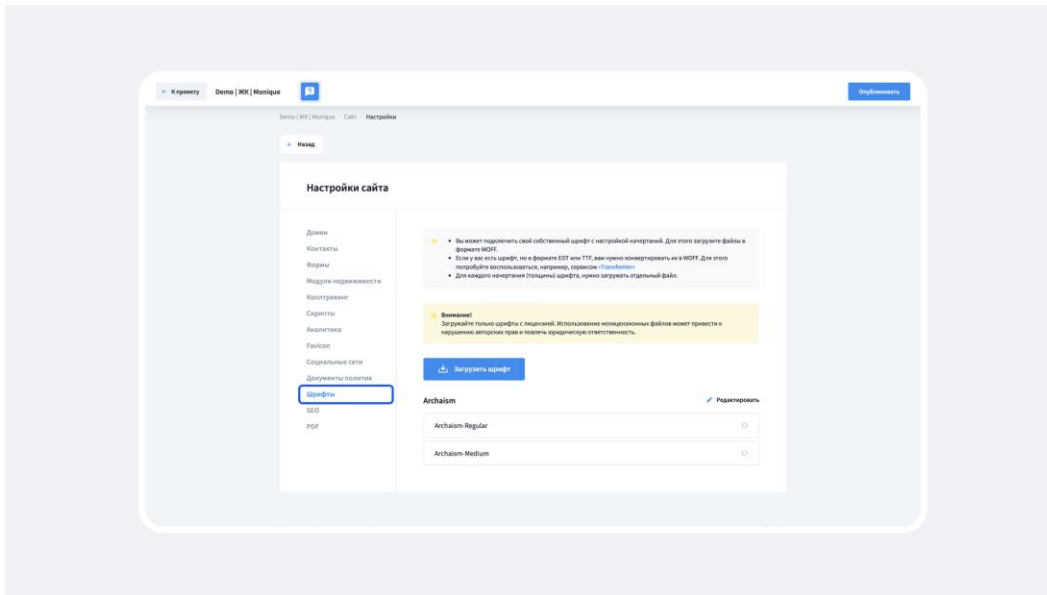 ← К проекту
Demo | ЖК | Monique
Опубликовать
Demo | ЖК | Monique · Сайт · Настройки
← Назад
Настройки сайта
Домен
Контакты
Формы
Модули недвижимости
Коллтрекинг
Скрипты
Аналитика
Favicon
Социальные сети
Документы политик
Шрифты
SEO
PDF
• Вы может подключить свой собственный шрифт с настройкой начертаний. Для этого загрузите файлы в
формате WOFF.
• Если у вас есть шрифт, но в формате EOT или TTF, вам нужно конвертировать их в WOFF. Для этого
попробуйте воспользоваться, например, сервисом «Transfonter»
• Для каждого начертания (толщины) шрифта, нужно загружать отдельный файл.
Внимание!
Загружайте только шрифты с лицензией. Использование нелицензионных файлов может привести к
нарушению авторских прав и повлечь юридическую ответственность.
Загрузить шрифт
Archaism
Редактировать
Archaism-Regular
Archaism-Medium